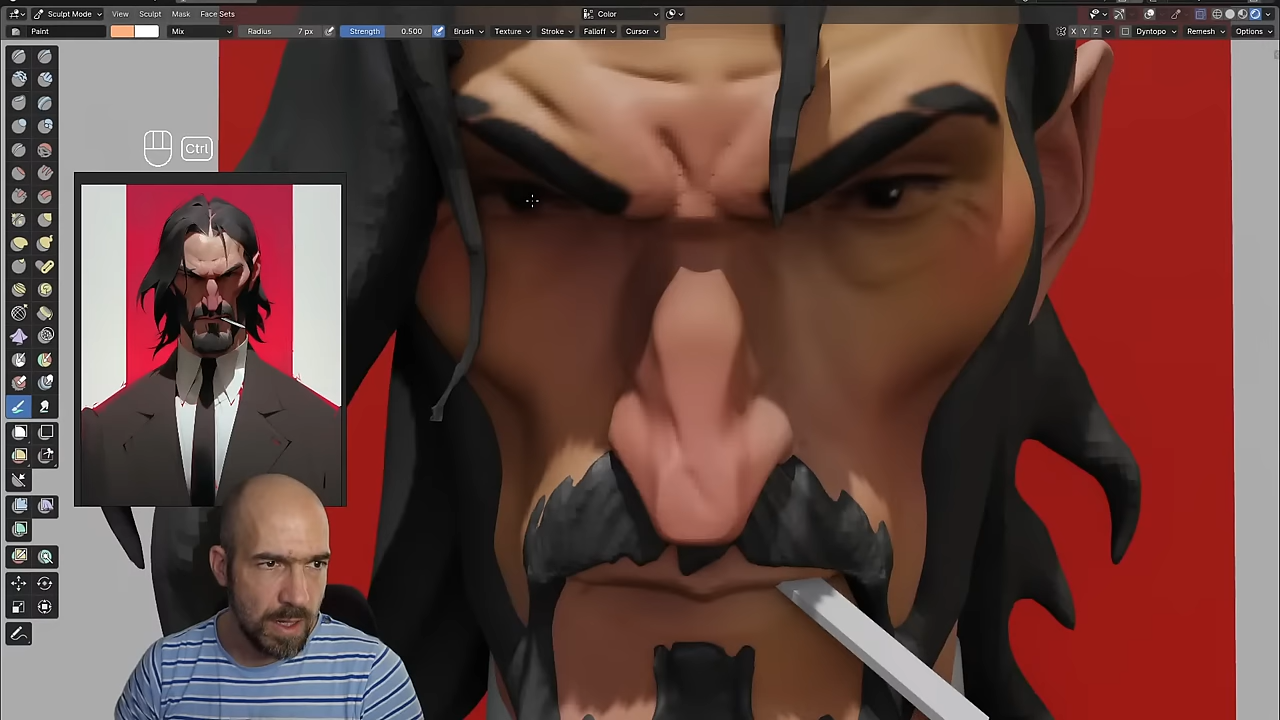 Sculpt Mode View Sculpt Mask Face Sets Color
Paint Mix Radius 7 px Strength 0.500 Brush Texture Stroke Falloff Cursor X Y Z Dyntopo Remesh Options
Ctrl